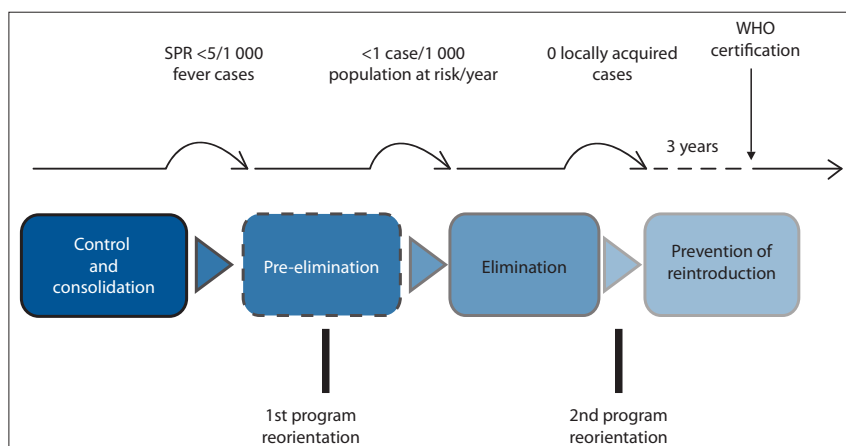 SPR <5/1 000
fever cases
<1 case/1 000
population at risk/year
0 locally acquired
cases
WHO
certification
3 years
Control
and
consolidation
Pre-elimination
Elimination
Prevention of
reintroduction
1st program
reorientation
2nd program
reorientation